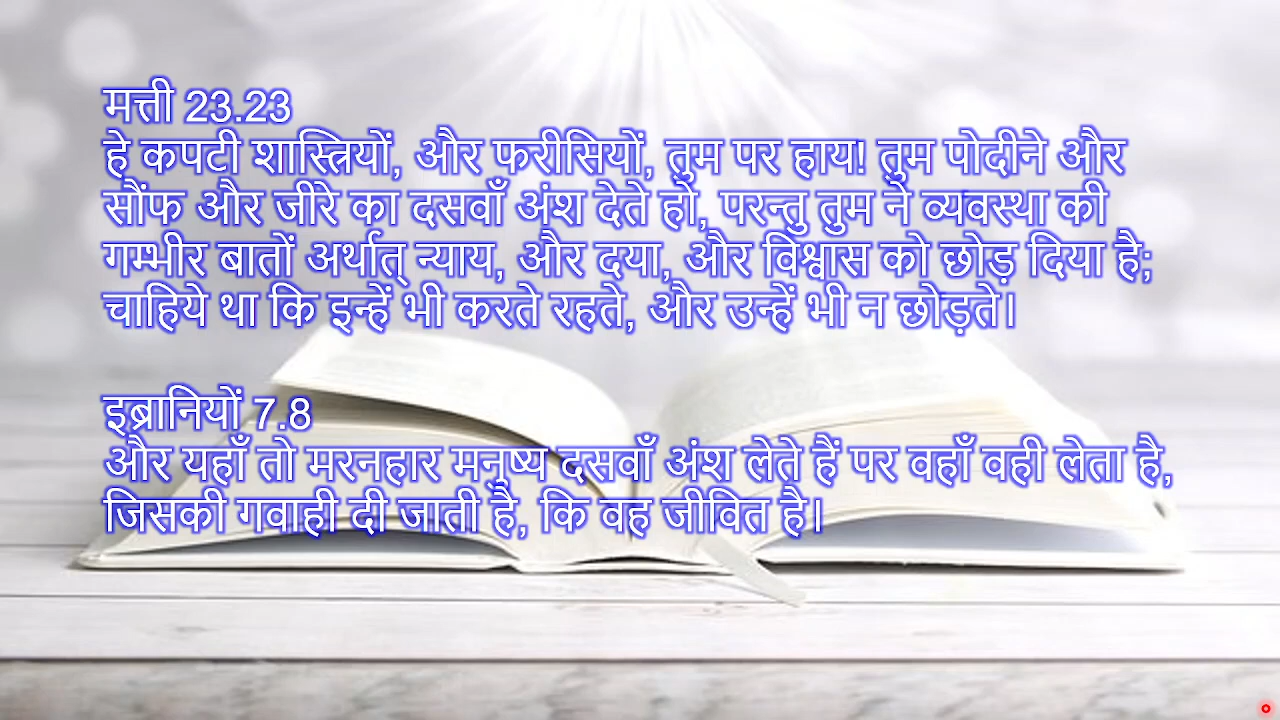 मत्ती 23.23
हे कपटी शास्त्रियों, और फरीसियों, तुम पर हाय! तुम पोदीने और
सौंफ और जीरे का दसवाँ अंश देते हो, परन्तु तुम ने व्यवस्था की
गम्भीर बातों अर्थात् न्याय, और दया, और विश्वास को छोड़ दिया है;
चाहिये था कि इन्हें भी करते रहते, और उन्हें भी न छोड़ते।
इब्रानियों 7.8
और यहाँ तो मरनहार मनुष्य दसवाँ अंश लेते हैं पर वहाँ वही लेता है,
जिसकी गवाही दी जाती है, कि वह जीवित है।